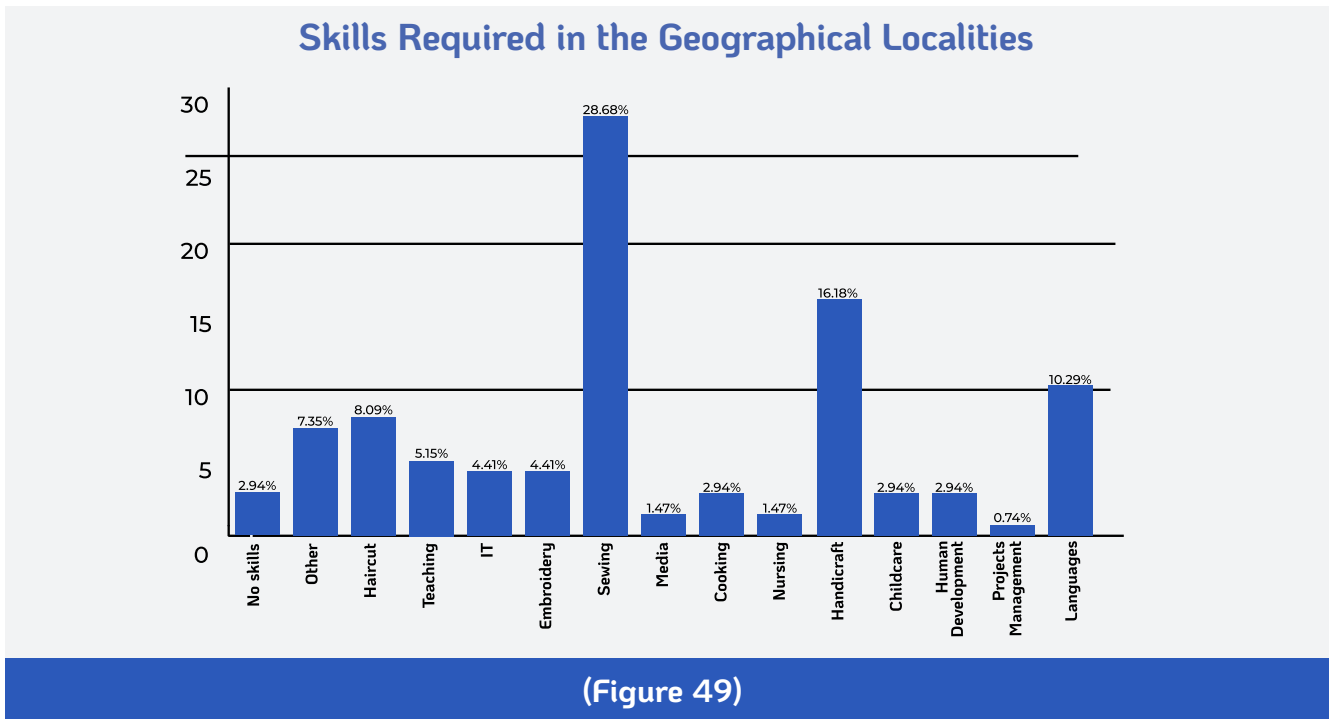 Skills Required in the Geographical Localities
30
25
20
15
10
5
0
2.94%
7.35%
8.09%
5.15%
4.41%
4.41%
28.68%
1.47%
2.94%
1.47%
16.18%
2.94%
2.94%
0.74%
10.29%
No skills
Other
Haircut
Teaching
IT
Embroidery
Sewing
Media
Cooking
Nursing
Handicraft
Childcare
Human
Development
Projects
Management
Languages
(Figure 49)